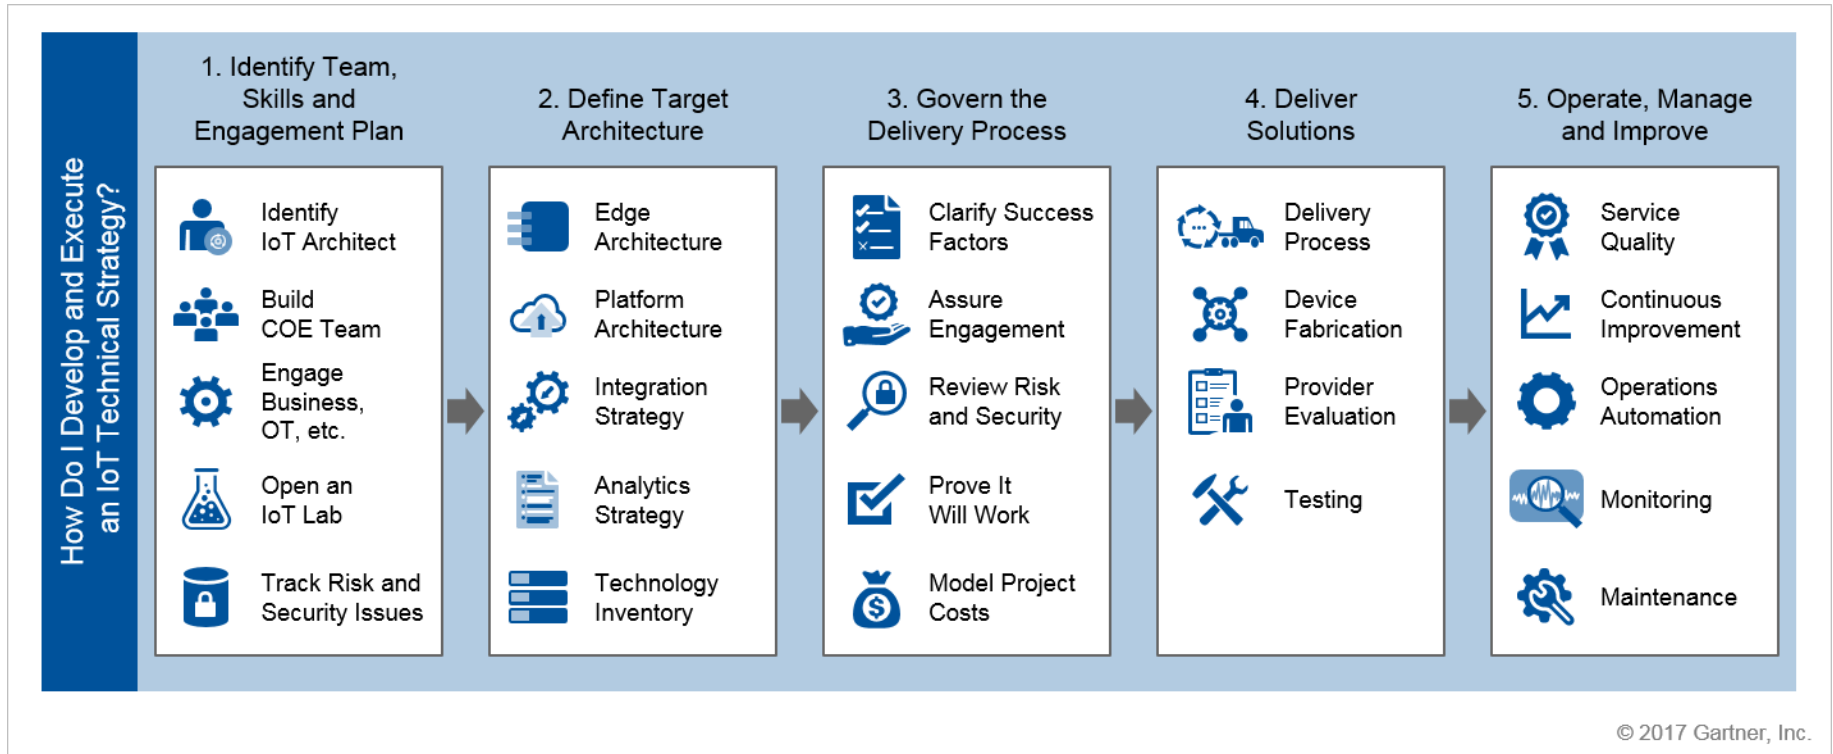 How Do I Develop and Execute
an IoT Technical Strategy?
1. Identify Team,
Skills and
Engagement Plan
Identify
IoT Architect
Build
COE Team
Engage
Business,
OT, etc.
Open an
IoT Lab
Track Risk and
Security Issues
2. Define Target
Architecture
Edge
Architecture
Platform
Architecture
Integration
Strategy
Analytics
Strategy
Technology
Inventory
3. Govern the
Delivery Process
Clarify Success
Factors
Assure
Engagement
Review Risk
and Security
Prove It
Will Work
Model Project
Costs
4. Deliver
Solutions
Delivery
Process
Device
Fabrication
Provider
Evaluation
Testing
5. Operate, Manage
and Improve
Service
Quality
Continuous
Improvement
Operations
Automation
Monitoring
Maintenance
© 2017 Gartner, Inc.